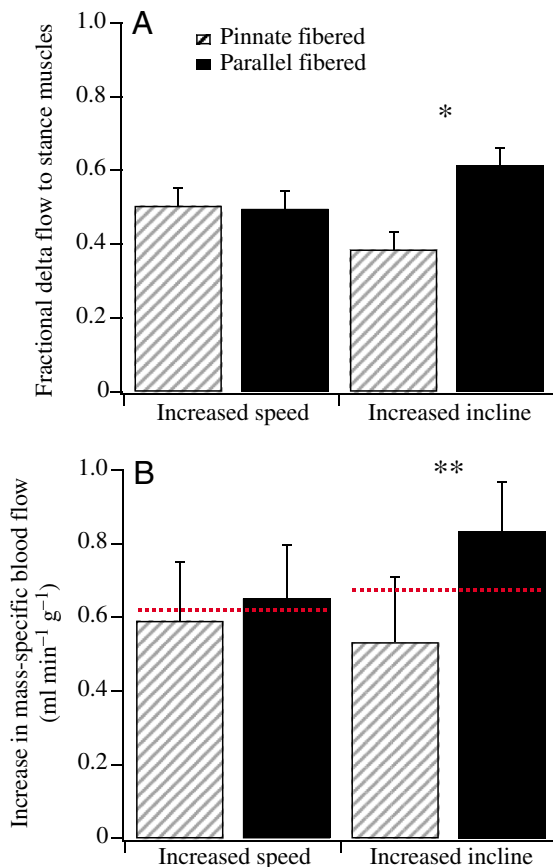 A
Pinnate fibered
Parallel fibered
*
Fractional delta flow to stance muscles
1.0
0.8
0.6
0.4
0.2
0
Increased speed
Increased incline
B
**
Increase in mass-specific blood flow
(ml min⁻¹ g⁻¹)
1.0
0.8
0.6
0.4
0.2
0
Increased speed
Increased incline